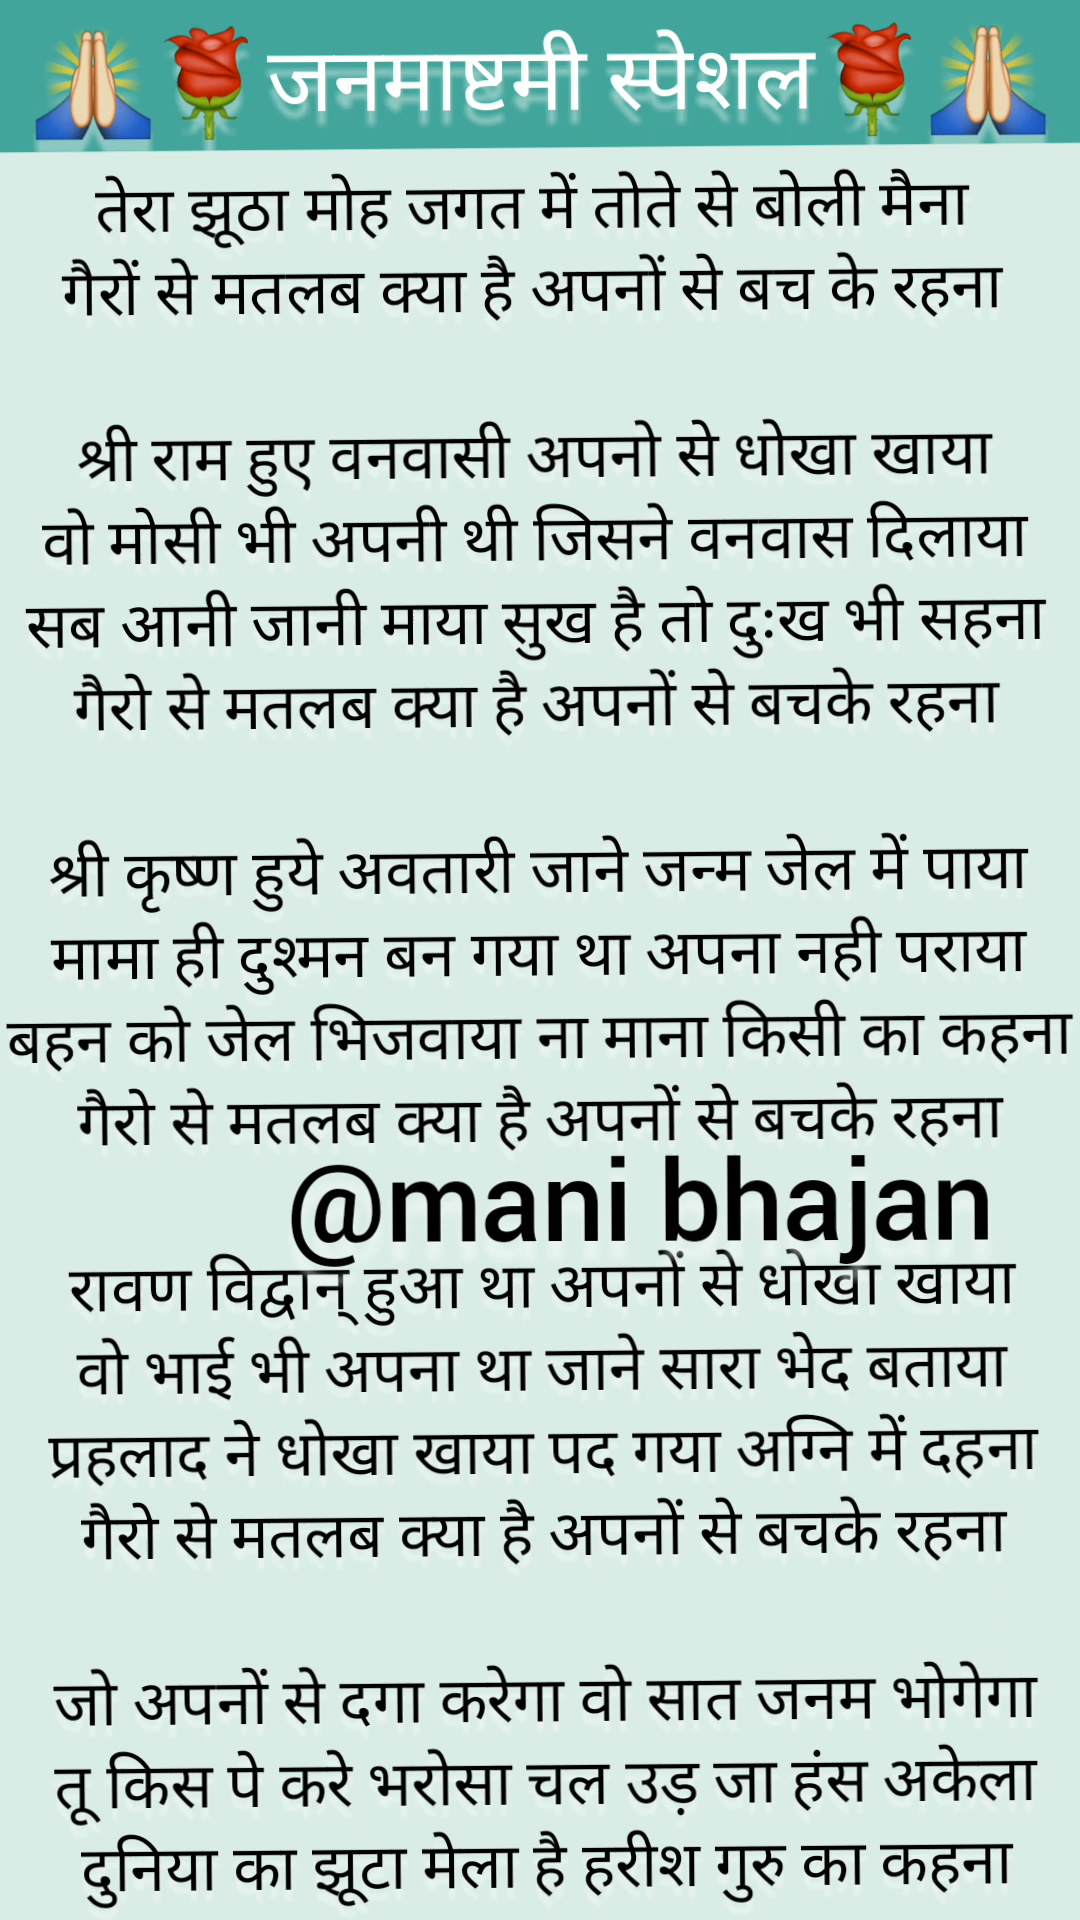 🙏🌹जनमाष्टमी स्पेशल🌹🙏
तेरा झूठा मोह जगत में तोते से बोली मैना
गैरों से मतलब क्या है अपनों से बच के रहना
श्री राम हुए वनवासी अपनो से धोखा खाया
वो मोसी भी अपनी थी जिसने वनवास दिलाया
सब आनी जानी माया सुख है तो दुःख भी सहना
गैरो से मतलब क्या है अपनों से बचके रहना
श्री कृष्ण हुये अवतारी जाने जन्म जेल में पाया
मामा ही दुश्मन बन गया था अपना नही पराया
बहन को जेल भिजवाया ना माना किसी का कहना
गैरो से मतलब क्या है अपनों से बचके रहना
@mani bhajan
रावण विद्वान् हुआ था अपनों से धोखा खाया
वो भाई भी अपना था जाने सारा भेद बताया
प्रहलाद ने धोखा खाया पद गया अग्नि में दहना
गैरो से मतलब क्या है अपनों से बचके रहना
जो अपनों से दगा करेगा वो सात जनम भोगेगा
तू किस पे करे भरोसा चल उड़ जा हंस अकेला
दुनिया का झूटा मेला है हरीश गुरु का कहना